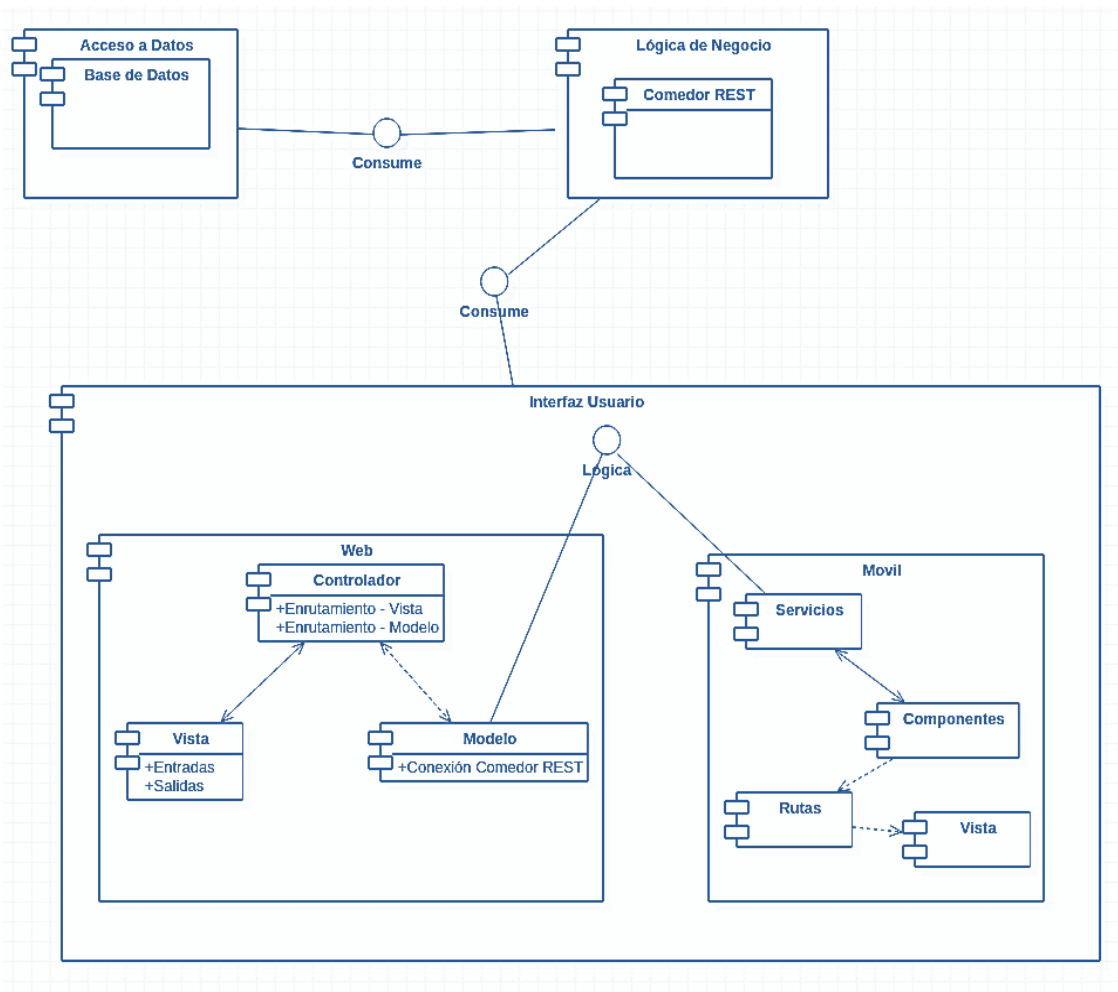 Acceso a Datos
Base de Datos
Consume
Lógica de Negocio
Comedor REST
Consume
Interfaz Usuario
Lógica
Web
Controlador
+Enrutamiento - Vista
+Enrutamiento - Modelo
Vista
+Entradas
+Salidas
Modelo
+Conexión Comedor REST
Movil
Servicios
Componentes
Rutas
Vista